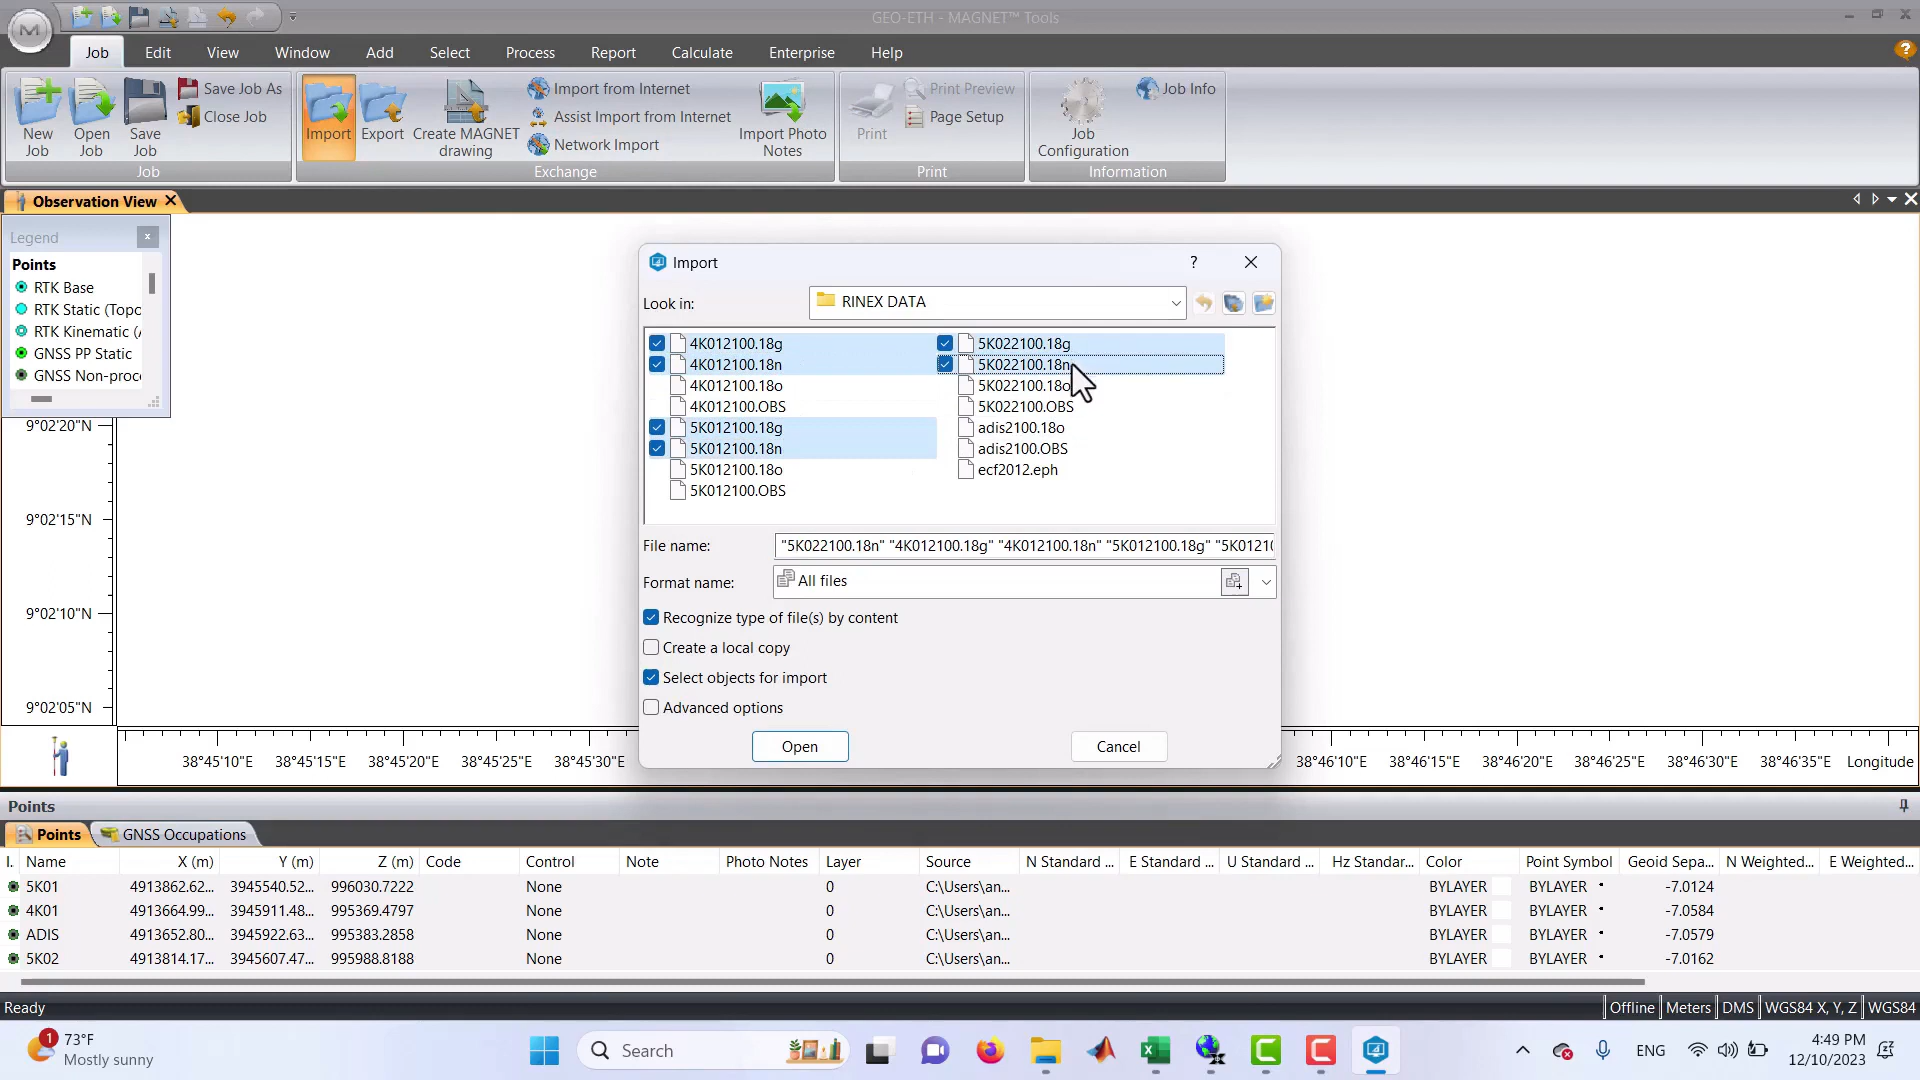 GEO-ETH - MAGNET™ Tools
Job Edit View Window Add Select Process Report Calculate Enterprise Help
New Job
Open Job
Save Job
Save Job As
Close Job
Job
Import
Export
Create MAGNET drawing
Import from Internet
Assist Import from Internet
Network Import
Import Photo Notes
Exchange
Print
Print Preview
Page Setup
Print
Job Configuration
Job Info
Information
Observation View
Legend
Points
RTK Base
RTK Static (Topo
RTK Kinematic (A
GNSS PP Static
GNSS Non-proc
9°02'20"N
9°02'15"N
9°02'10"N
9°02'05"N
38°45'10"E 38°45'15"E 38°45'20"E 38°45'25"E 38°45'30"E 38°46'10"E 38°46'15"E 38°46'20"E 38°46'25"E 38°46'30"E 38°46'35"E Longitude
Import
?
Look in: RINEX DATA
4K012100.18g
4K012100.18n
4K012100.18o
4K012100.OBS
5K012100.18g
5K012100.18n
5K012100.18o
5K012100.OBS
5K022100.18g
5K022100.18n
5K022100.18o
5K022100.OBS
adis2100.18o
adis2100.OBS
ecf2012.eph
File name: "5K022100.18n" "4K012100.18g" "4K012100.18n" "5K012100.18g" "5K01210
Format name: All files
Recognize type of file(s) by content
Create a local copy
Select objects for import
Advanced options
Open Cancel
Points
Points GNSS Occupations
I. Name X (m) Y (m) Z (m) Code Control Note Photo Notes Layer Source N Standard ... E Standard ... U Standard ... Hz Standar... Color Point Symbol Geoid Sepa... N Weighted... E Weighted...
5K01 4913862.62... 3945540.52... 996030.7222 None 0 C:\Users\an... BYLAYER BYLAYER -7.0124
4K01 4913664.99... 3945911.48... 995369.4797 None 0 C:\Users\an... BYLAYER BYLAYER -7.0584
ADIS 4913652.80... 3945922.63... 995383.2858 None 0 C:\Users\an... BYLAYER BYLAYER -7.0579
5K02 4913814.17... 3945607.47... 995988.8188 None 0 C:\Users\an... BYLAYER BYLAYER -7.0162
Ready
Offline Meters DMS WGS84 X, Y, Z WGS84
1
73°F
Mostly sunny
Search
ENG
4:49 PM
12/10/2023